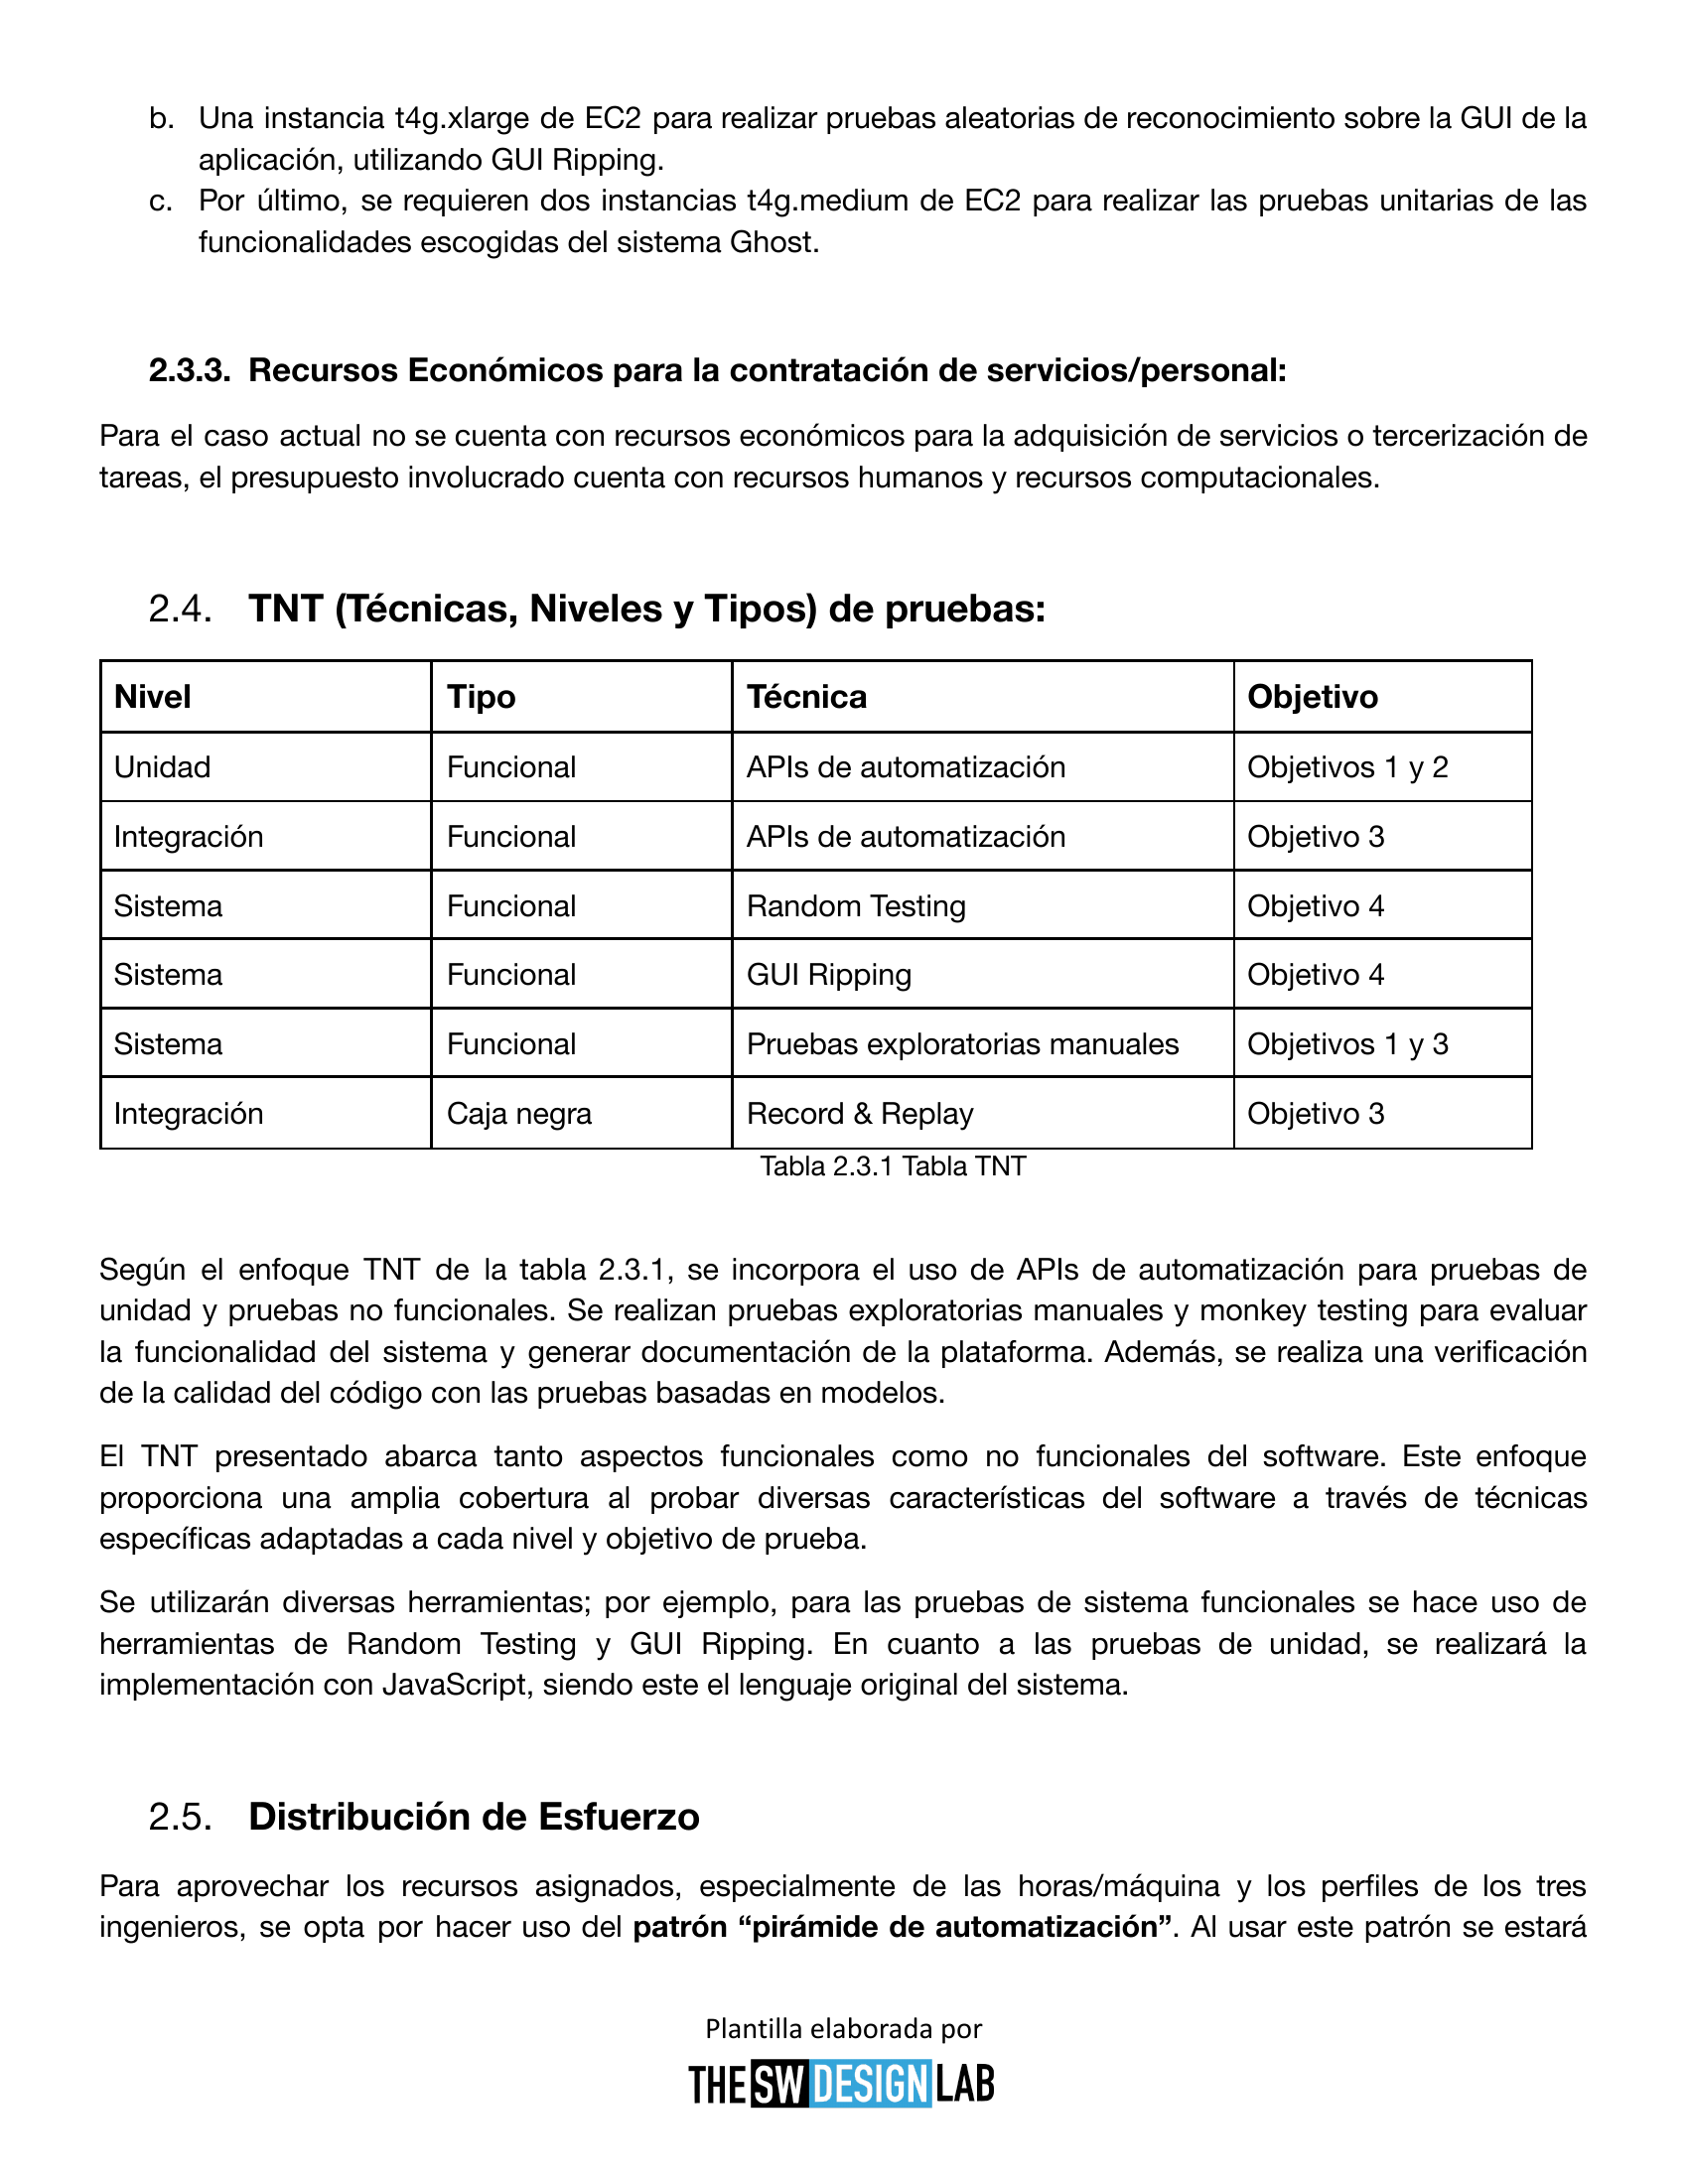 b. Una instancia t4g.xlarge de EC2 para realizar pruebas aleatorias de reconocimiento sobre la GUI de la
aplicación, utilizando GUI Ripping.
c. Por último, se requieren dos instancias t4g.medium de EC2 para realizar las pruebas unitarias de las
funcionalidades escogidas del sistema Ghost.
2.3.3. Recursos Económicos para la contratación de servicios/personal:
Para el caso actual no se cuenta con recursos económicos para la adquisición de servicios o tercerización de
tareas, el presupuesto involucrado cuenta con recursos humanos y recursos computacionales.
2.4. TNT (Técnicas, Niveles y Tipos) de pruebas:
Nivel Tipo Técnica Objetivo
Unidad Funcional APIs de automatización Objetivos 1 y 2
Integración Funcional APIs de automatización Objetivo 3
Sistema Funcional Random Testing Objetivo 4
Sistema Funcional GUI Ripping Objetivo 4
Sistema Funcional Pruebas exploratorias manuales Objetivos 1 y 3
Integración Caja negra Record & Replay Objetivo 3
Tabla 2.3.1 Tabla TNT
Según el enfoque TNT de la tabla 2.3.1, se incorpora el uso de APIs de automatización para pruebas de
unidad y pruebas no funcionales. Se realizan pruebas exploratorias manuales y monkey testing para evaluar
la funcionalidad del sistema y generar documentación de la plataforma. Además, se realiza una verificación
de la calidad del código con las pruebas basadas en modelos.
El TNT presentado abarca tanto aspectos funcionales como no funcionales del software. Este enfoque
proporciona una amplia cobertura al probar diversas características del software a través de técnicas
específicas adaptadas a cada nivel y objetivo de prueba.
Se utilizarán diversas herramientas; por ejemplo, para las pruebas de sistema funcionales se hace uso de
herramientas de Random Testing y GUI Ripping. En cuanto a las pruebas de unidad, se realizará la
implementación con JavaScript, siendo este el lenguaje original del sistema.
2.5. Distribución de Esfuerzo
Para aprovechar los recursos asignados, especialmente de las horas/máquina y los perfiles de los tres
ingenieros, se opta por hacer uso del patrón “pirámide de automatización”. Al usar este patrón se estará
Plantilla elaborada por
THE SW DESIGN LAB